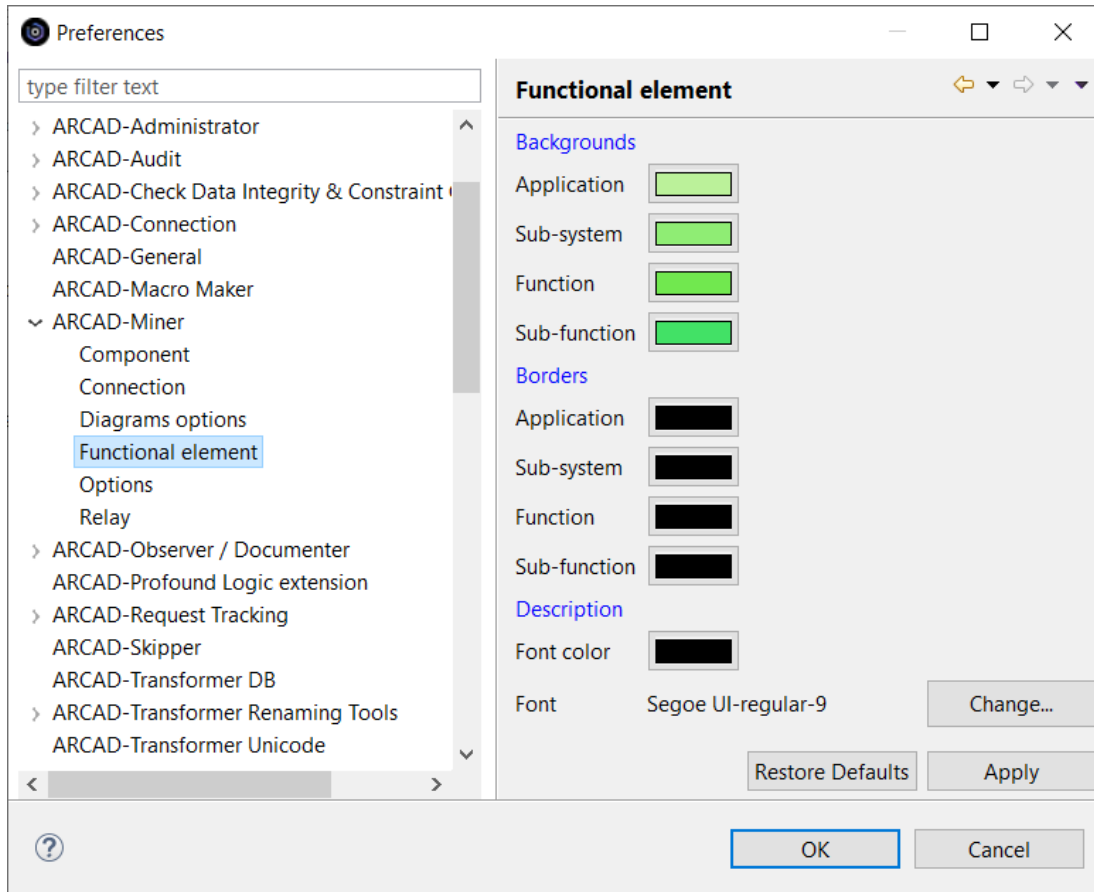 Preferences
type filter text
ARCAD-Administrator
ARCAD-Audit
ARCAD-Check Data Integrity & Constraint
ARCAD-Connection
ARCAD-General
ARCAD-Macro Maker
ARCAD-Miner
Component
Connection
Diagrams options
Functional element
Options
Relay
ARCAD-Observer / Documenter
ARCAD-Profound Logic extension
ARCAD-Request Tracking
ARCAD-Skipper
ARCAD-Transformer DB
ARCAD-Transformer Renaming Tools
ARCAD-Transformer Unicode
Functional element
Backgrounds
Application
Sub-system
Function
Sub-function
Borders
Application
Sub-system
Function
Sub-function
Description
Font color
Font Segoe UI-regular-9 Change...
Restore Defaults Apply
OK Cancel